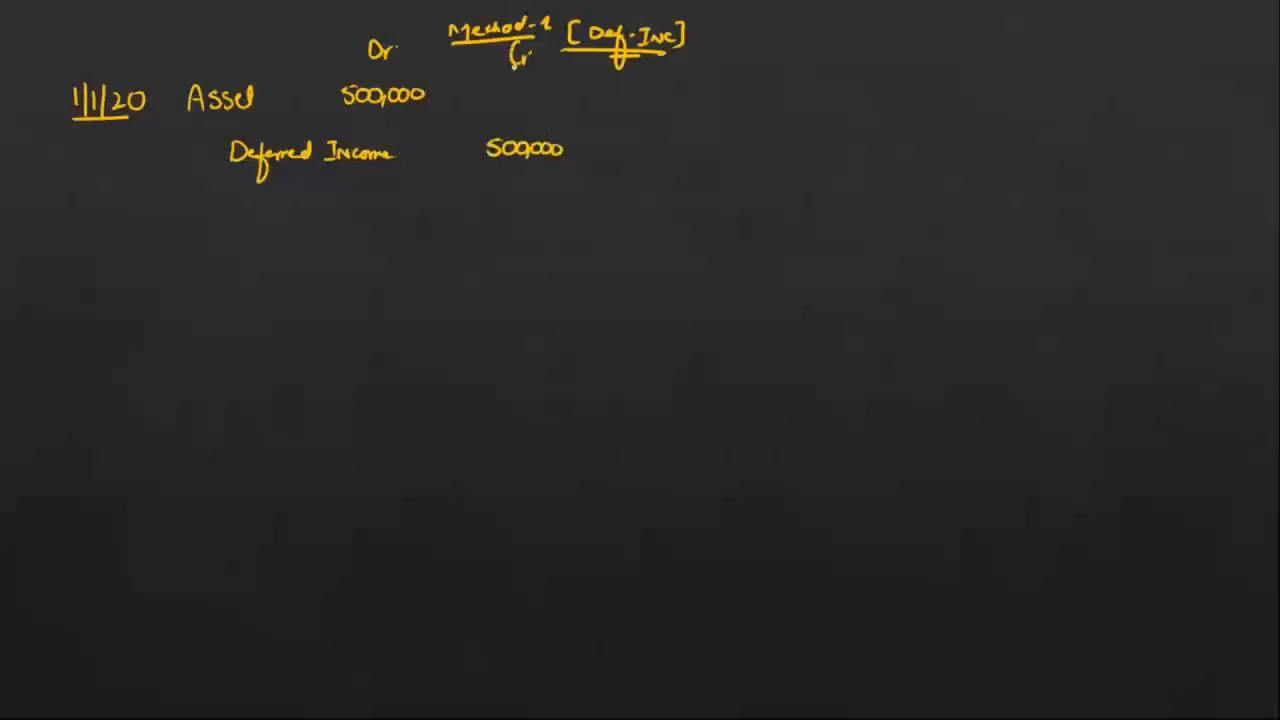 Method-1 [Def-Inc]
Dr. Cr.
1/1/20 Asset 500,000
Deferred Income 500,000